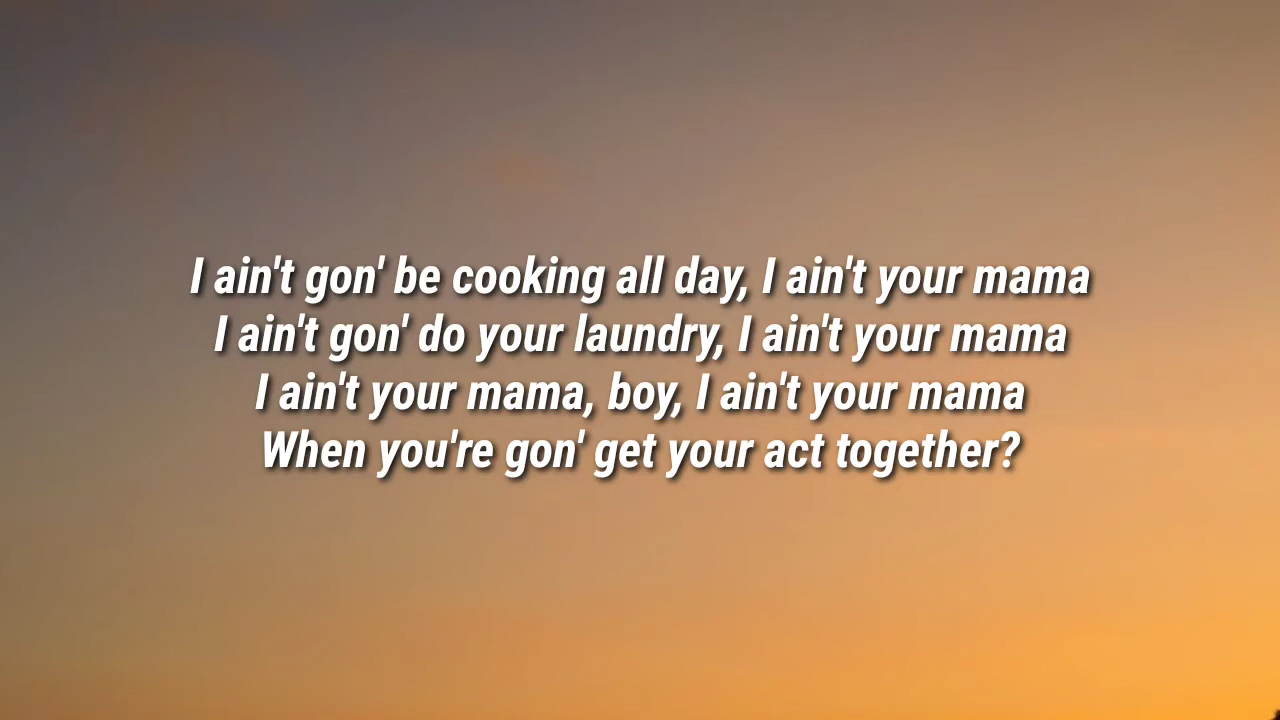 I ain't gon' be cooking all day, I ain't your mama
I ain't gon' do your laundry, I ain't your mama
I ain't your mama, boy, I ain't your mama
When you're gon' get your act together?